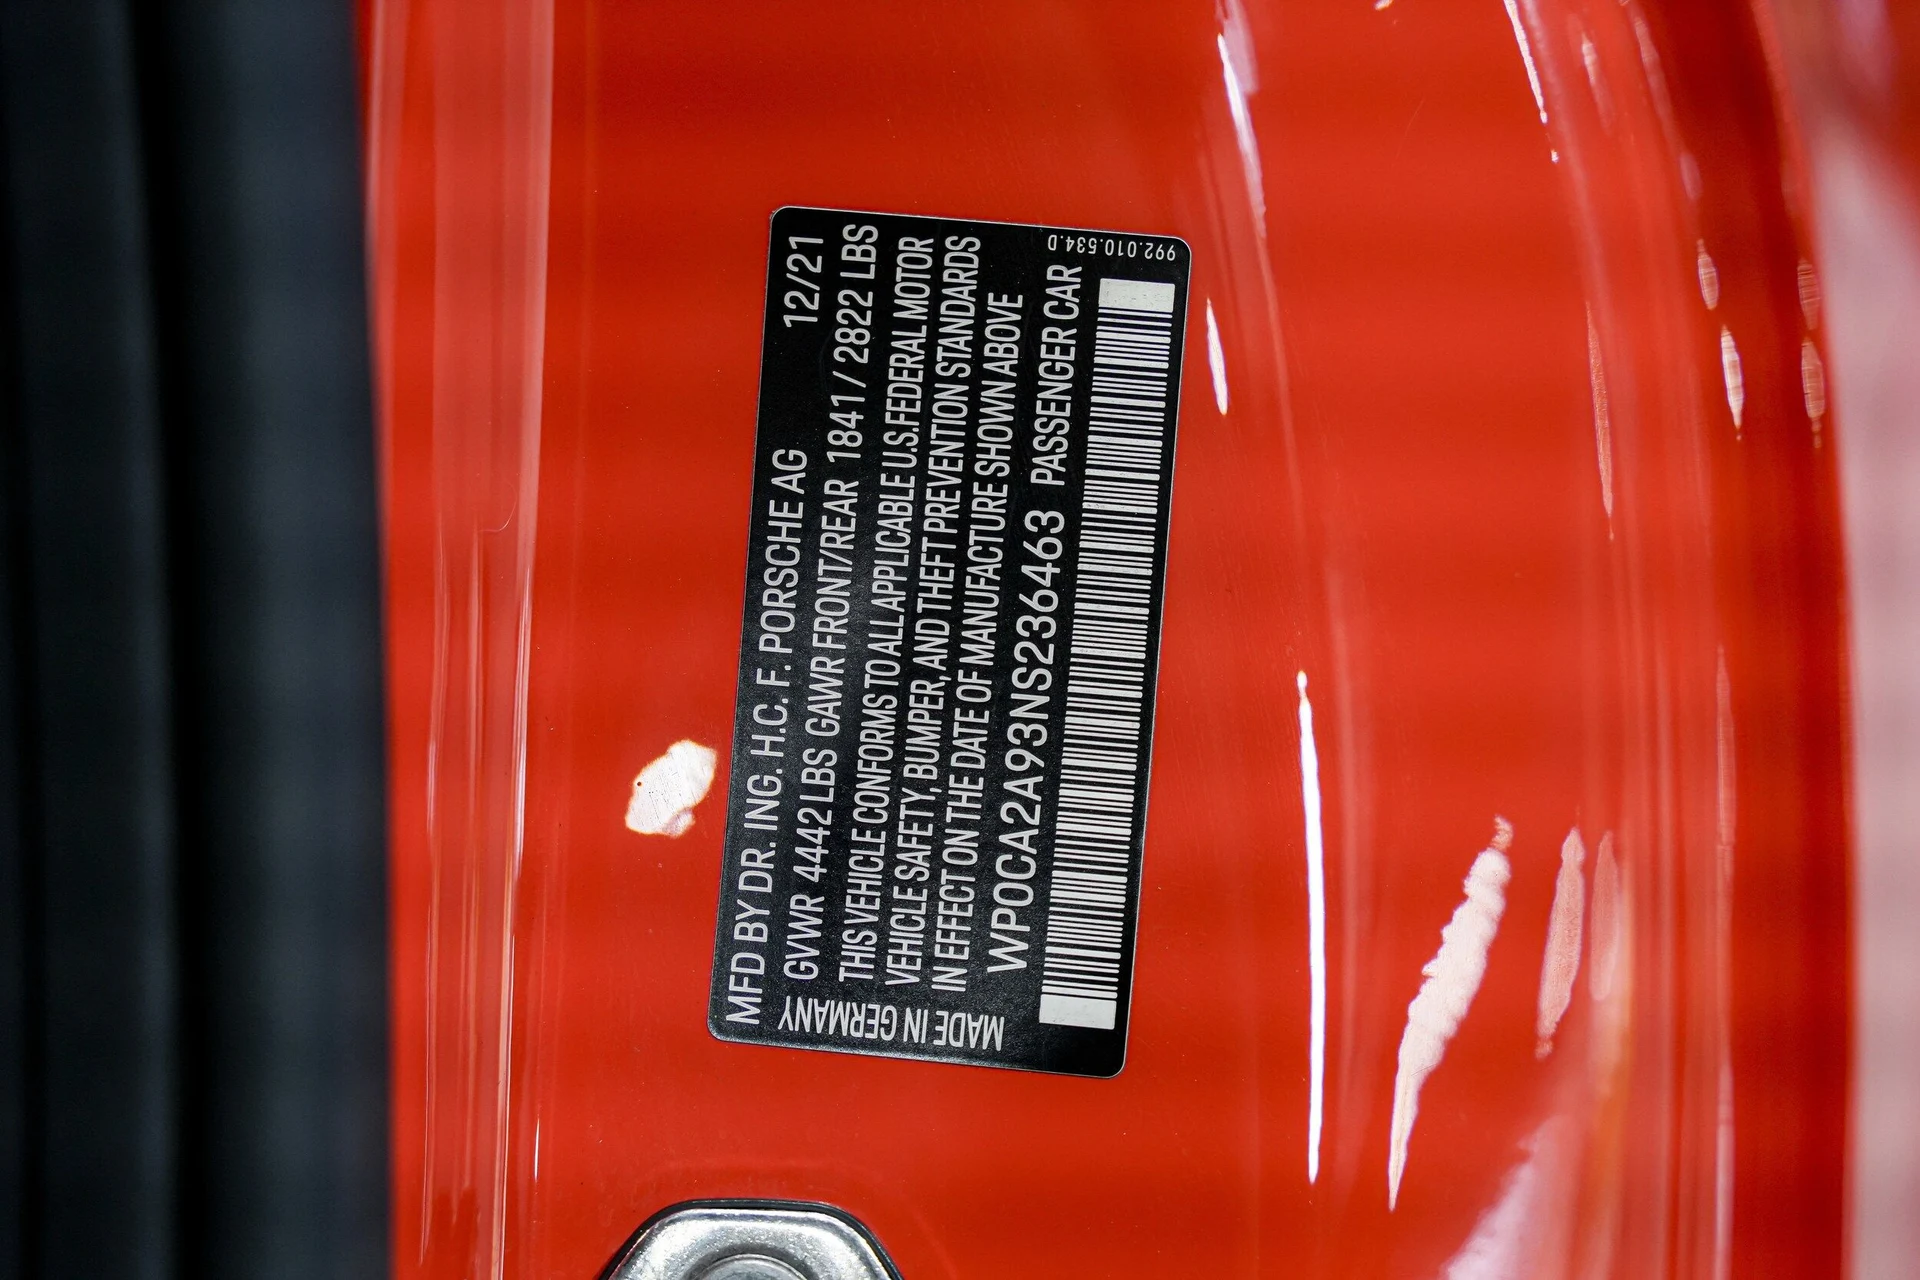 MFD BY DR. ING. H.C. F. PORSCHE AG 12/21
GVWR 4442 LBS GAWR FRONT/REAR 1841 / 2822 LBS
THIS VEHICLE CONFORMS TO ALL APPLICABLE U.S. FEDERAL MOTOR
VEHICLE SAFETY, BUMPER, AND THEFT PREVENTION STANDARDS
IN EFFECT ON THE DATE OF MANUFACTURE SHOWN ABOVE
WP0CA2A93NS236463 PASSENGER CAR
MADE IN GERMANY
992.010.534.D